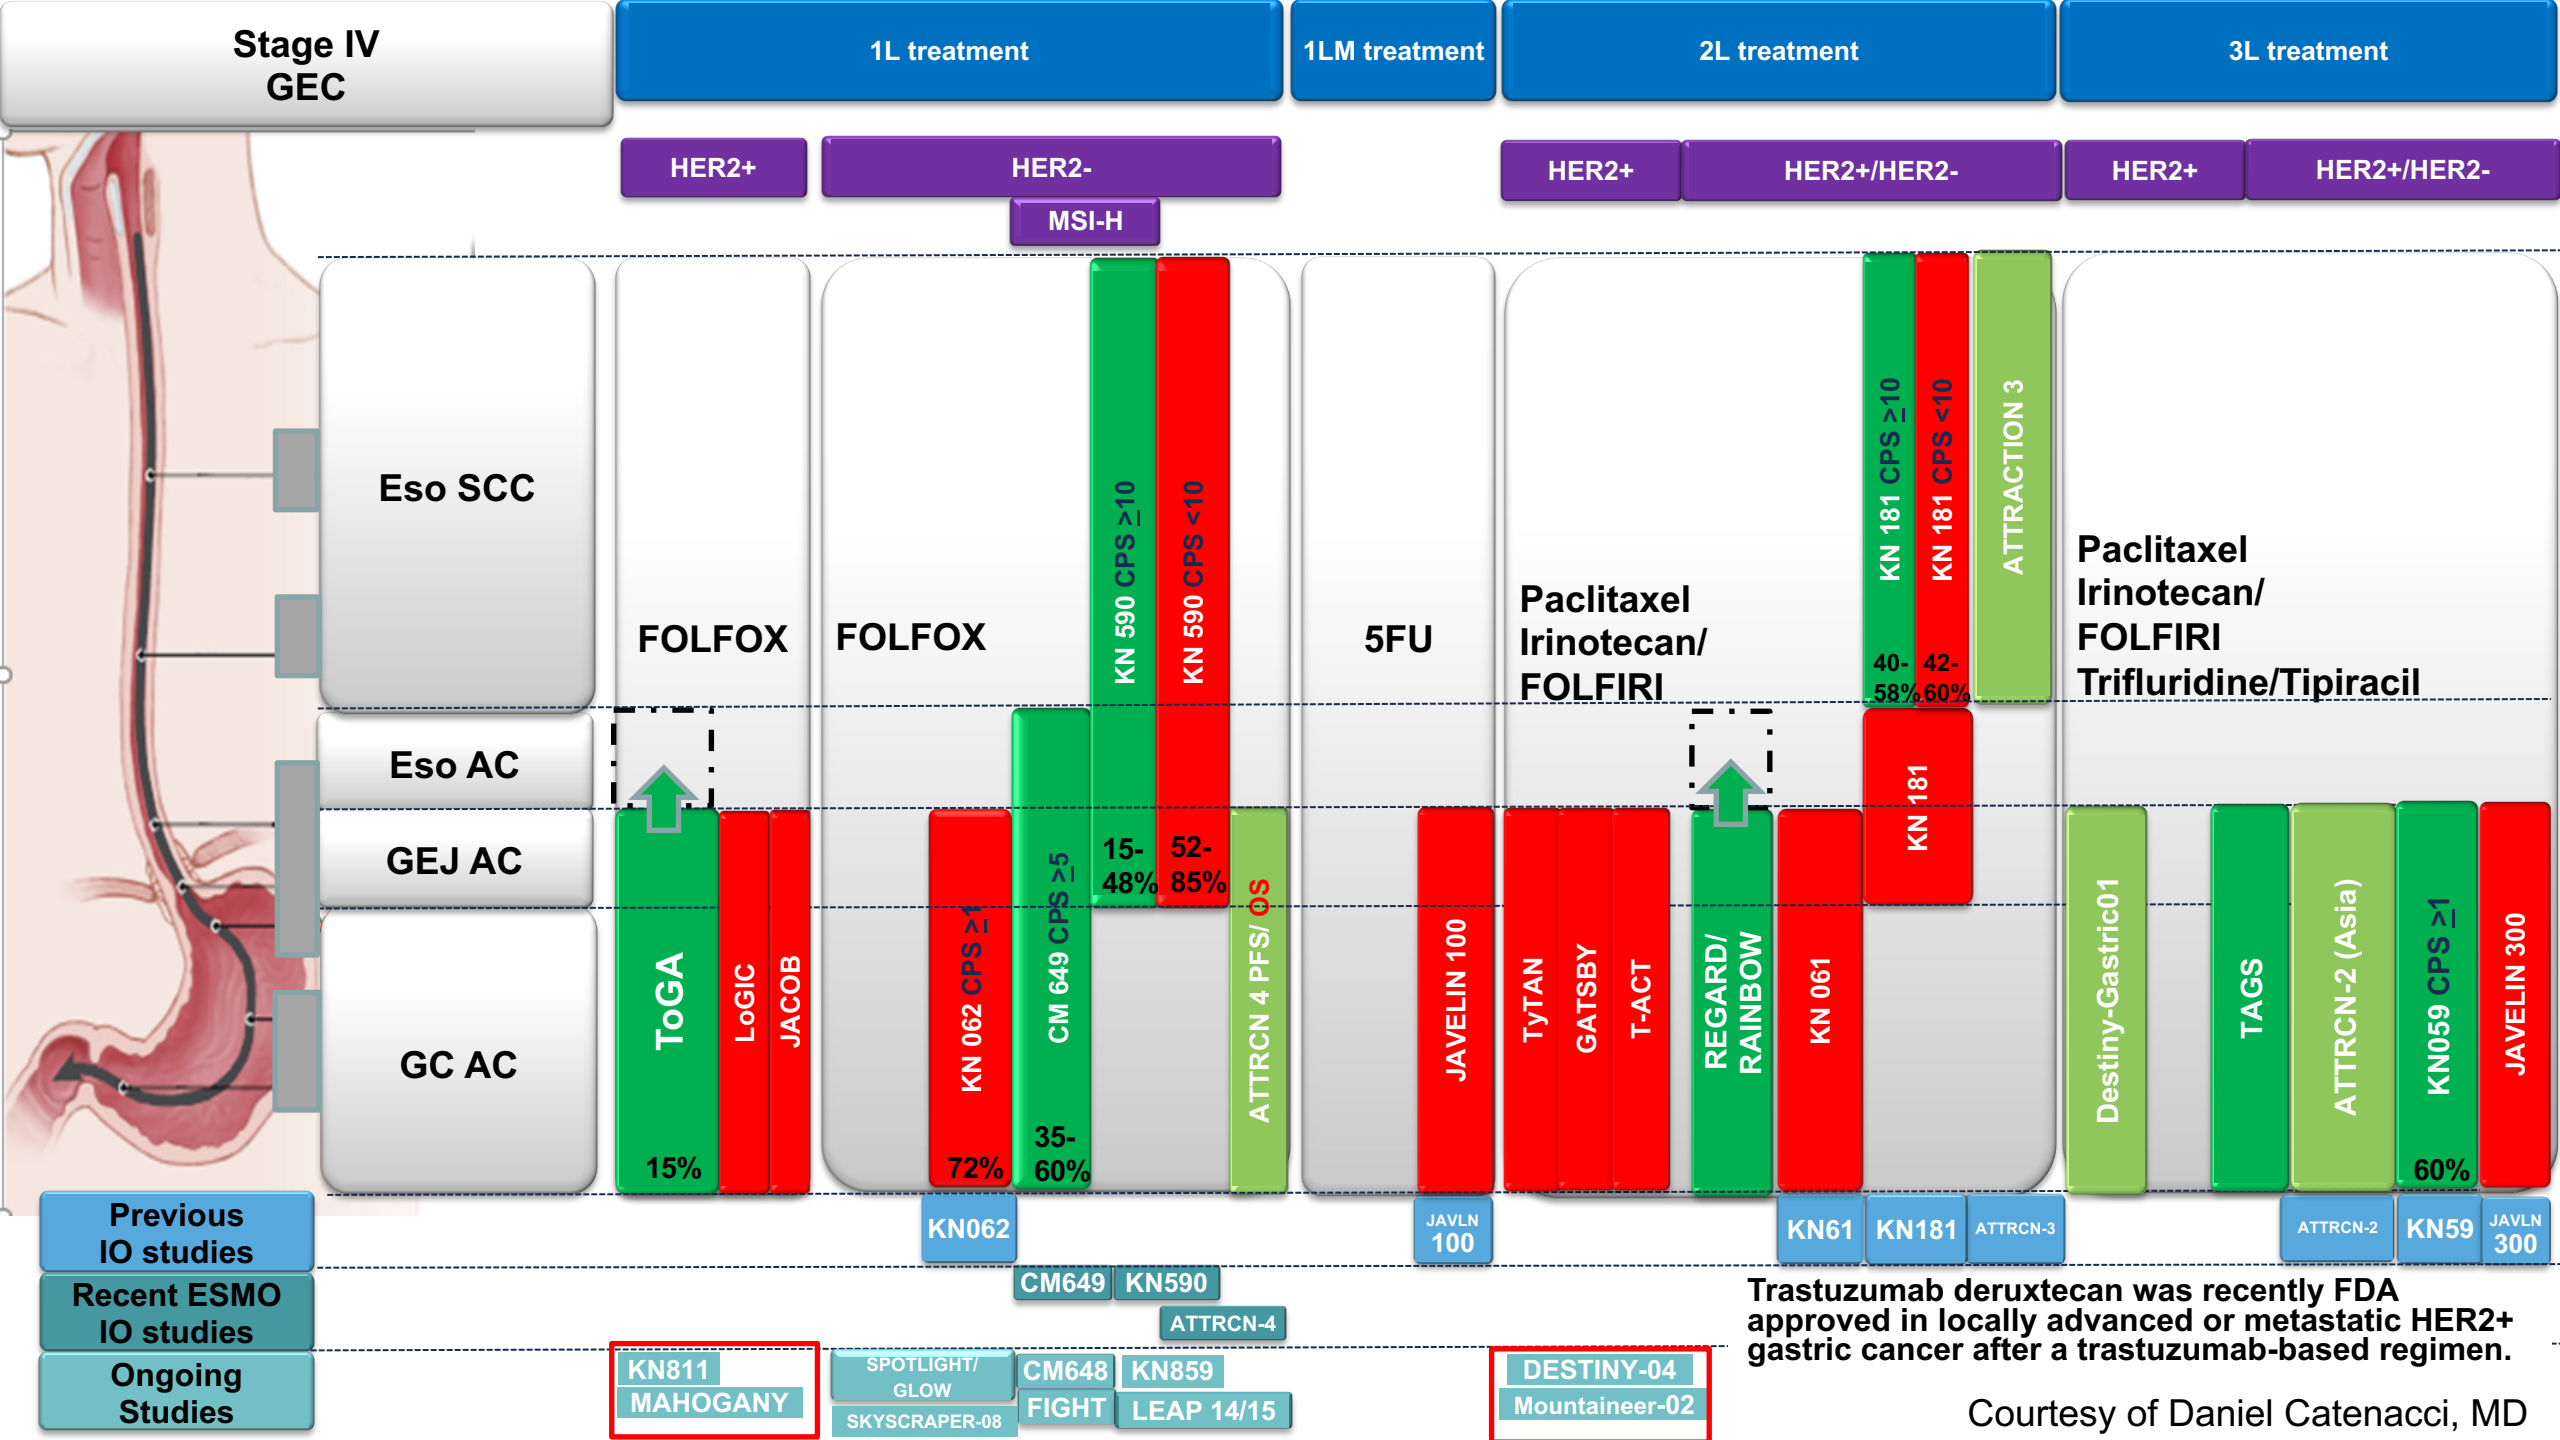 Stage IV
GEC
1L treatment
1LM treatment
2L treatment
3L treatment
HER2+
HER2-
MSI-H
HER2+
HER2+/HER2-
HER2+
HER2+/HER2-
Eso SCC
Eso AC
GEJ AC
GC AC
FOLFOX
ToGA
15%
LoGIC
JACOB
FOLFOX
KN 062 CPS >1
72%
CM 649 CPS >5
35-
60%
KN 590 CPS >10
15-
48%
KN 590 CPS <10
52-
85%
ATTRCN 4 PFS/ OS
5FU
JAVELIN 100
Paclitaxel
Irinotecan/
FOLFIRI
TyTAN
GATSBY
T-ACT
REGARD/
RAINBOW
KN 061
KN 181 CPS >10
40-
58%
KN 181 CPS <10
42-
60%
KN 181
ATTRACTION 3
Paclitaxel
Irinotecan/
FOLFIRI
Trifluridine/Tipiracil
Destiny-Gastric01
TAGS
ATTRCN-2 (Asia)
KN059 CPS >1
60%
JAVELIN 300
Previous
IO studies
KN062
JAVLN
100
KN61
KN181
ATTRCN-3
ATTRCN-2
KN59
JAVLN
300
Recent ESMO
IO studies
CM649
KN590
ATTRCN-4
Ongoing
Studies
KN811
MAHOGANY
SPOTLIGHT/
GLOW
SKYSCRAPER-08
CM648
FIGHT
KN859
LEAP 14/15
DESTINY-04
Mountaineer-02
Trastuzumab deruxtecan was recently FDA
approved in locally advanced or metastatic HER2+
gastric cancer after a trastuzumab-based regimen.
Courtesy of Daniel Catenacci, MD